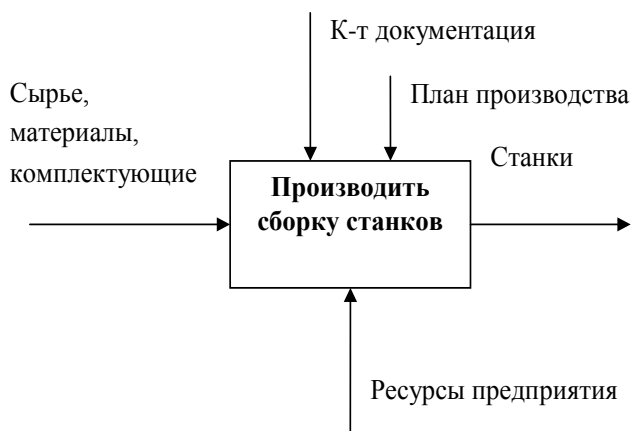 К-т документация
План производства
Сырье,
материалы,
комплектующие
Станки
Производить
сборку станков
Ресурсы предприятия